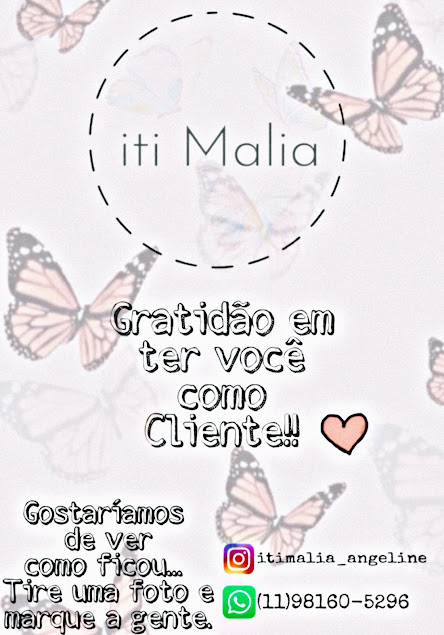 iti Malia
Gratidão em
ter você
como
Cliente!!
Gostaríamos
de ver
como ficou...
Tire uma foto e
marque a gente.
itimalia_angeline
(11)98160-5296